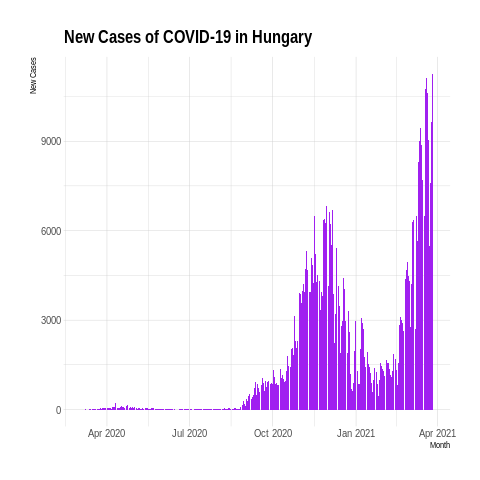 New Cases of COVID-19 in Hungary
New Cases
9000
6000
3000
0
Apr 2020 Jul 2020 Oct 2020 Jan 2021 Apr 2021
Month